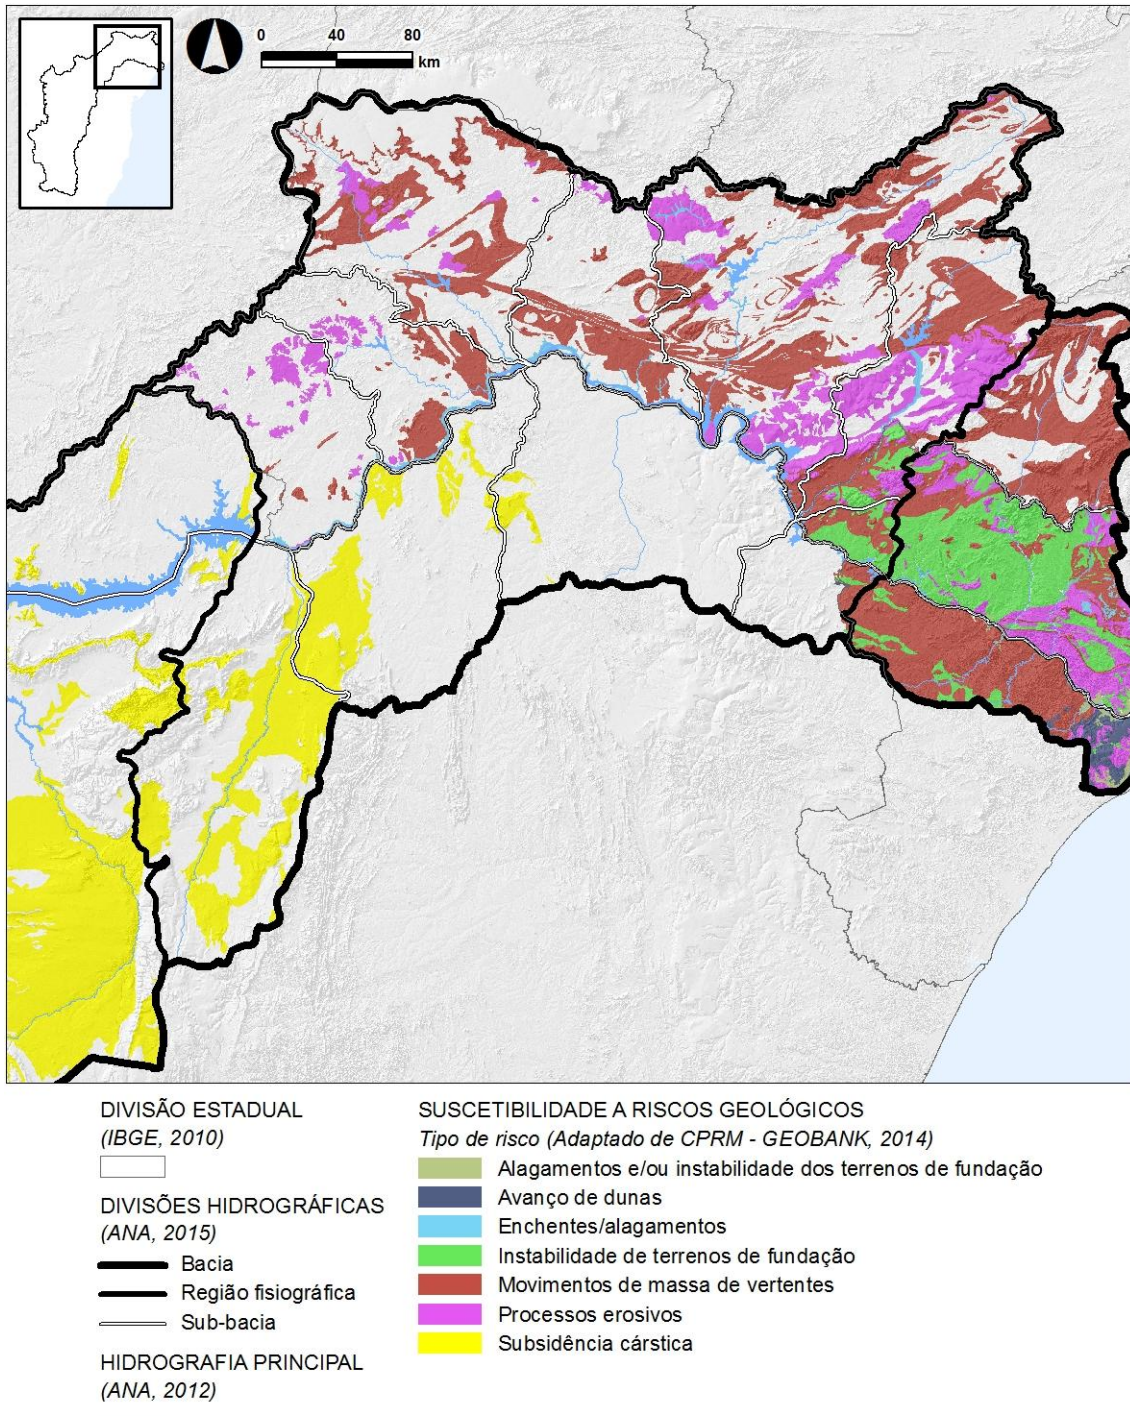 0 40 80
km
DIVISÃO ESTADUAL
(IBGE, 2010)
DIVISÕES HIDROGRÁFICAS
(ANA, 2015)
Bacia
Região fisiográfica
Sub-bacia
HIDROGRAFIA PRINCIPAL
(ANA, 2012)
SUSCETIBILIDADE A RISCOS GEOLÓGICOS
Tipo de risco (Adaptado de CPRM - GEOBANK, 2014)
Alagamentos e/ou instabilidade dos terrenos de fundação
Avanço de dunas
Enchentes/alagamentos
Instabilidade de terrenos de fundação
Movimentos de massa de vertentes
Processos erosivos
Subsidência cárstica